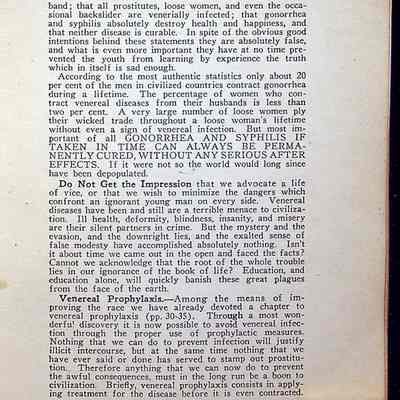 band; that all prostitutes, loose women, and even the occa-
sional backslider are venerially infected; that gonorrhea
and syphilis absolutely destroy health and happiness, and
that neither disease is curable. In spite of the obvious good
intentions behind these statements they are absolutely false,
and what is even more important they have at no time pre-
vented the youth from learning by experience the truth
which in itself is sad enough.
According to the most authentic statistics only about 20
per cent of the men in civilized countries contract gonorrhea
during a lifetime. The percentage of women who con-
tract venereal diseases from their husbands is less than
two per cent. A very large number of loose women ply
their wicked trade throughout a loose woman's lifetime
without even a sign of venereal infection. But most im-
portant of all GONORRHEA AND SYPHILIS IF
TAKEN IN TIME CAN ALWAYS BE PERMA-
NENTLY CURED, WITHOUT ANY SERIOUS AFTER
EFFECTS. If it were not so the world would long since
have been depopulated.
Do Not Get the Impression that we advocate a life
of vice, or that we wish to minimize the dangers which
confront an ignorant young man on every side. Venereal
diseases have been and still are a terrible menace to civiliza-
tion. Ill health, deformity, blindness, insanity, and misery
are their silent partners in crime. But the mystery and the
evasion, and the downright lies, and the exalted sense of
false modesty have accomplished absolutely nothing. Isn't
it about time we came out in the open and faced the facts?
Cannot we acknowledge that the root of the whole trouble
lies in our ignorance of the book of life? Education, and
education alone, will quickly banish these great plagues
from the face of the earth.
Venereal Prophylaxis.—Among the means of im-
proving the race we have already devoted a chapter to
venereal prophylaxis (pp. 30-35). Through a most won-
derful discovery it is now possible to avoid venereal infec-
tion through the proper use of prophylactic measures.
Nothing that we can do to prevent infection will justify
illicit intercourse, but at the same time nothing that we
have ever said or done has served to stamp out prostitu-
tion. Therefore anything that we can now do to prevent
the awful consequences, must in the long run be a boon to
civilization. Briefly, venereal prophylaxis consists in apply-
ing treatment for the disease before it is even contracted.